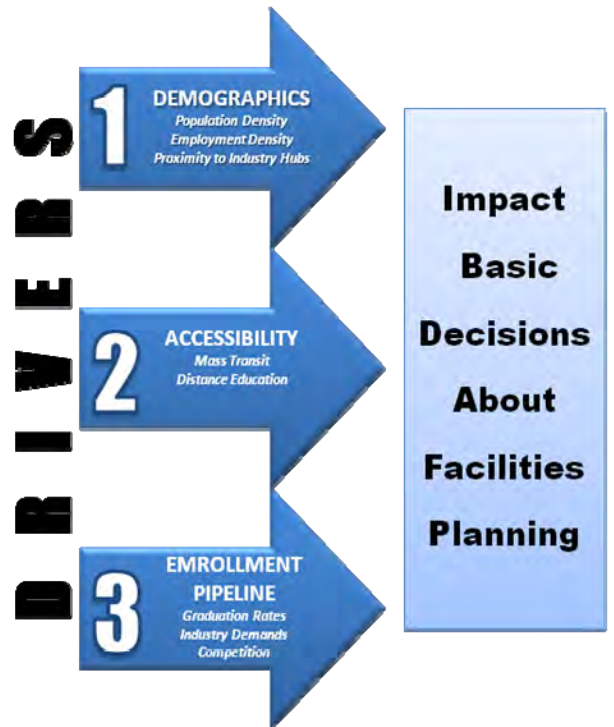 DRIVERS
1
DEMOGRAPHICS
Population Density
Employment Density
Proximity to Industry Hubs
2
ACCESSIBILITY
Mass Transit
Distance Education
3
EMROLLMENT
PIPELINE
Graduation Rates
Industry Demands
Competition
Impact
Basic
Decisions
About
Facilities
Planning